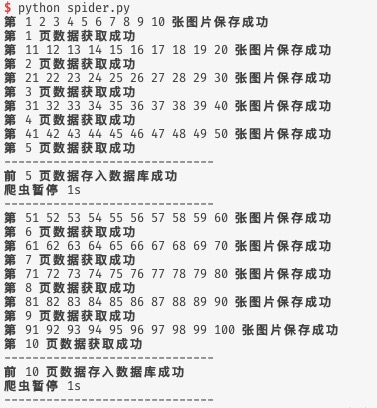 $ python spider.py
第 1 2 3 4 5 6 7 8 9 10 张图片保存成功
第 1 页数据获取成功
第 11 12 13 14 15 16 17 18 19 20 张图片保存成功
第 2 页数据获取成功
第 21 22 23 24 25 26 27 28 29 30 张图片保存成功
第 3 页数据获取成功
第 31 32 33 34 35 36 37 38 39 40 张图片保存成功
第 4 页数据获取成功
第 41 42 43 44 45 46 47 48 49 50 张图片保存成功
第 5 页数据获取成功
------------------------------
前 5 页数据存入数据库成功
爬虫暂停 1s
------------------------------
第 51 52 53 54 55 56 57 58 59 60 张图片保存成功
第 6 页数据获取成功
第 61 62 63 64 65 66 67 68 69 70 张图片保存成功
第 7 页数据获取成功
第 71 72 73 74 75 76 77 78 79 80 张图片保存成功
第 8 页数据获取成功
第 81 82 83 84 85 86 87 88 89 90 张图片保存成功
第 9 页数据获取成功
第 91 92 93 94 95 96 97 98 99 100 张图片保存成功
第 10 页数据获取成功
------------------------------
前 10 页数据存入数据库成功
爬虫暂停 1s
------------------------------